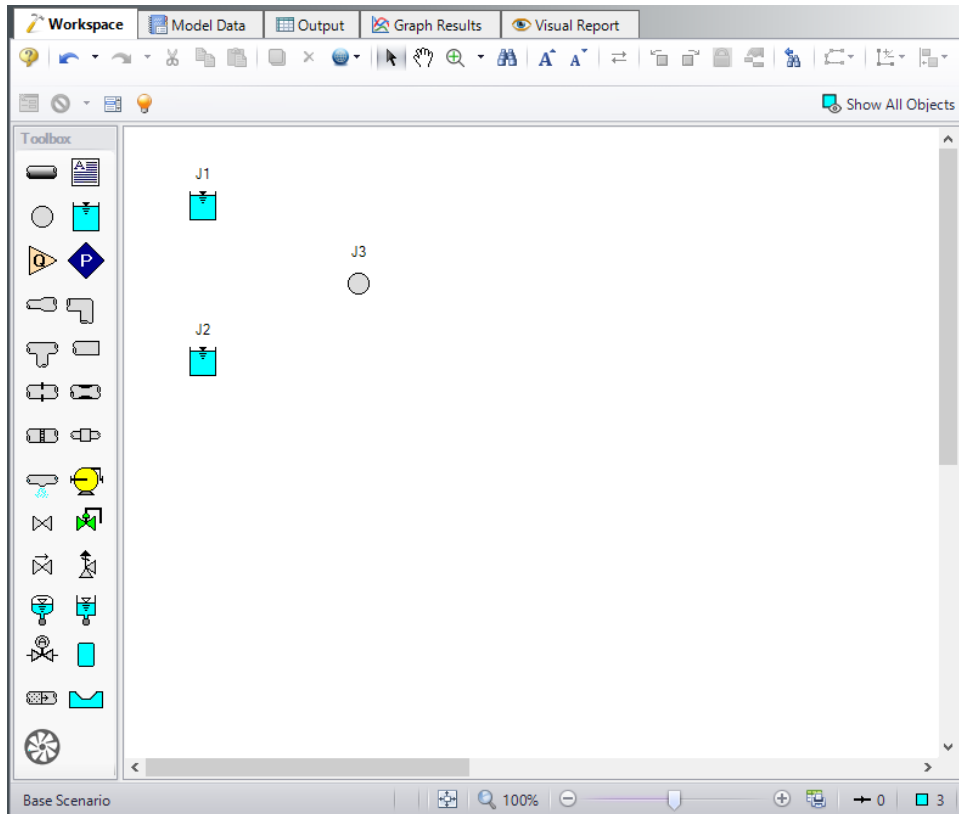 Workspace Model Data Output Graph Results Visual Report
Show All Objects
Toolbox
A
J1
Q P
J3
J2
Base Scenario 100% 0 3